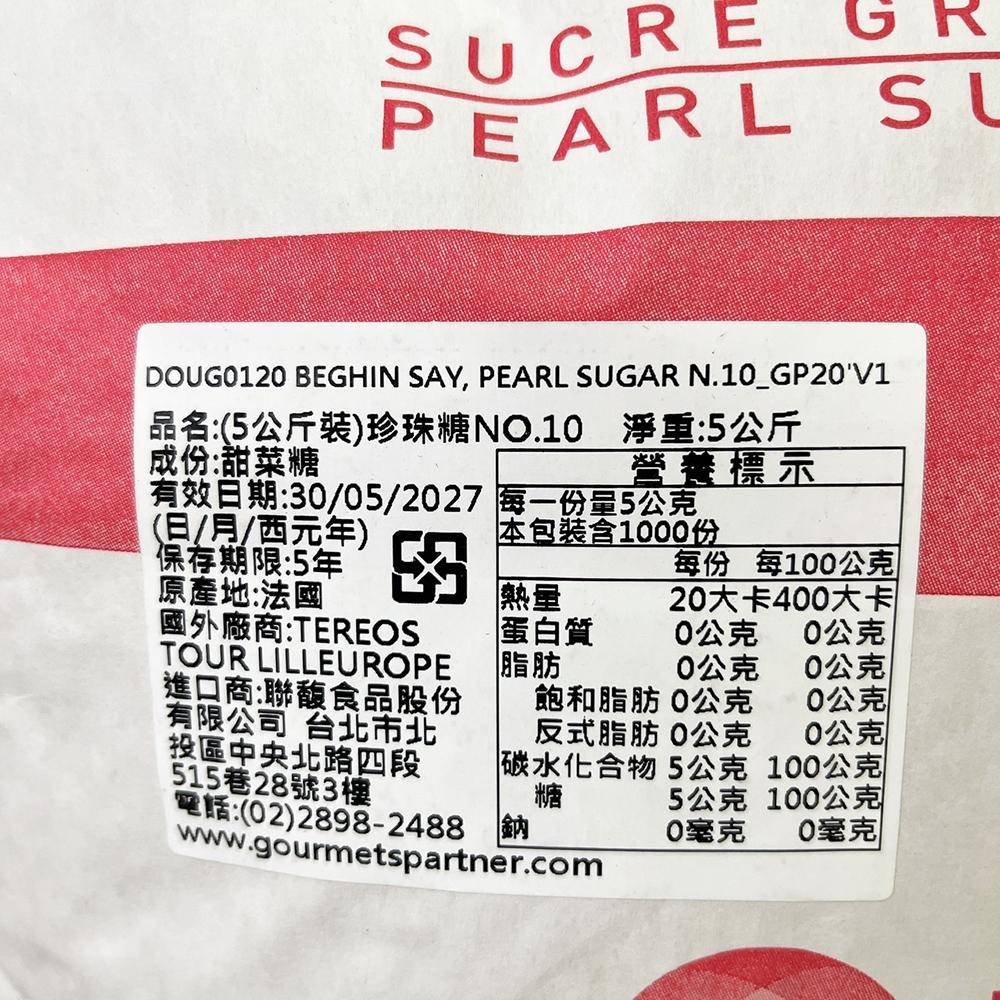 SUCRE GR
PEARL SU
DOUG0120 BEGHIN SAY, PEARL SUGAR N.10_GP20'V1
品名:(5公斤裝)珍珠糖NO.10 淨重:5公斤
成份:甜菜糖
有效日期:30/05/2027
(日/月/西元年)
保存期限:5年
原產地:法國
國外廠商:TEREOS
TOUR LILLEUROPE
進口商:聯馥食品股份
有限公司 台北市北
投區中央北路四段
515巷28號3樓
電話:(02)2898-2488
www.gourmetspartner.com
營養標示
每一份量5公克
本包裝含1000份
每份 每100公克
熱量 20大卡 400大卡
蛋白質 0公克 0公克
脂肪 0公克 0公克
飽和脂肪 0公克 0公克
反式脂肪 0公克 0公克
碳水化合物 5公克 100公克
糖 5公克 100公克
鈉 0毫克 0毫克